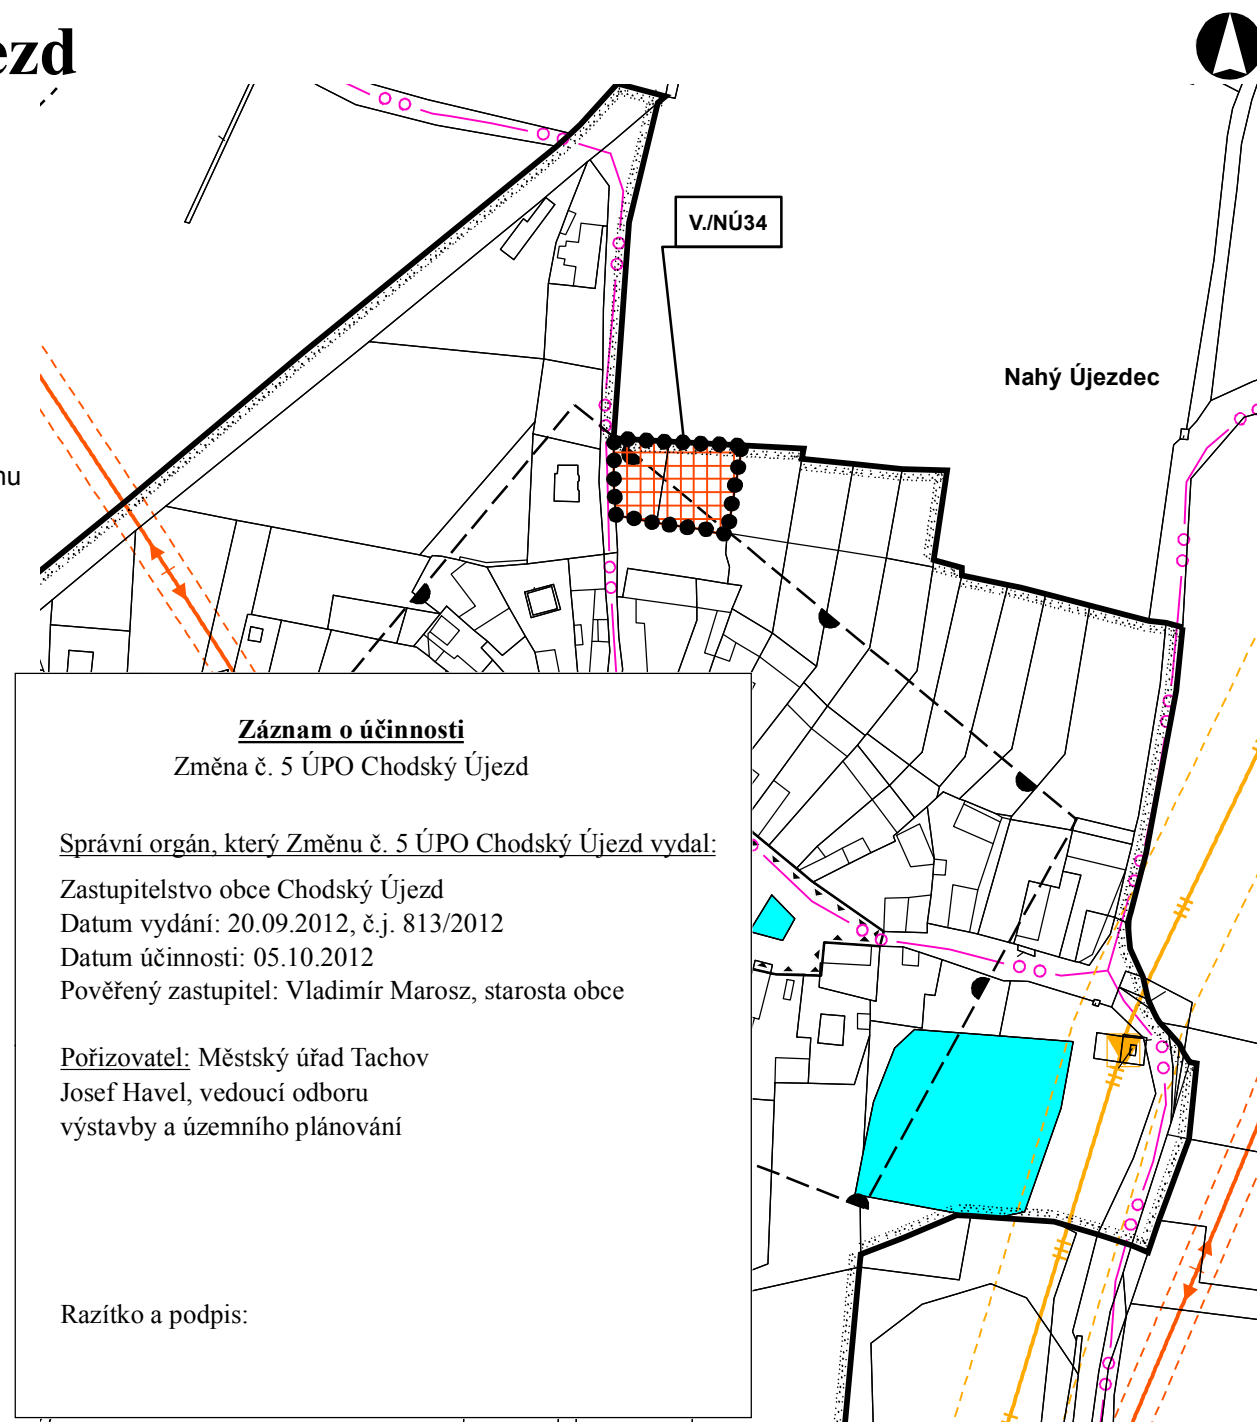 ezd
V./NÚ34
Nahý Újezdec
nu
Záznam o účinnosti
Změna č. 5 ÚPO Chodský Újezd
Správní orgán, který Změnu č. 5 ÚPO Chodský Újezd vydal:
Zastupitelstvo obce Chodský Újezd
Datum vydání: 20.09.2012, č.j. 813/2012
Datum účinnosti: 05.10.2012
Pověřený zastupitel: Vladimír Marosz, starosta obce
Pořizovatel: Městský úřad Tachov
Josef Havel, vedoucí odboru
výstavby a územního plánování
Razítko a podpis: